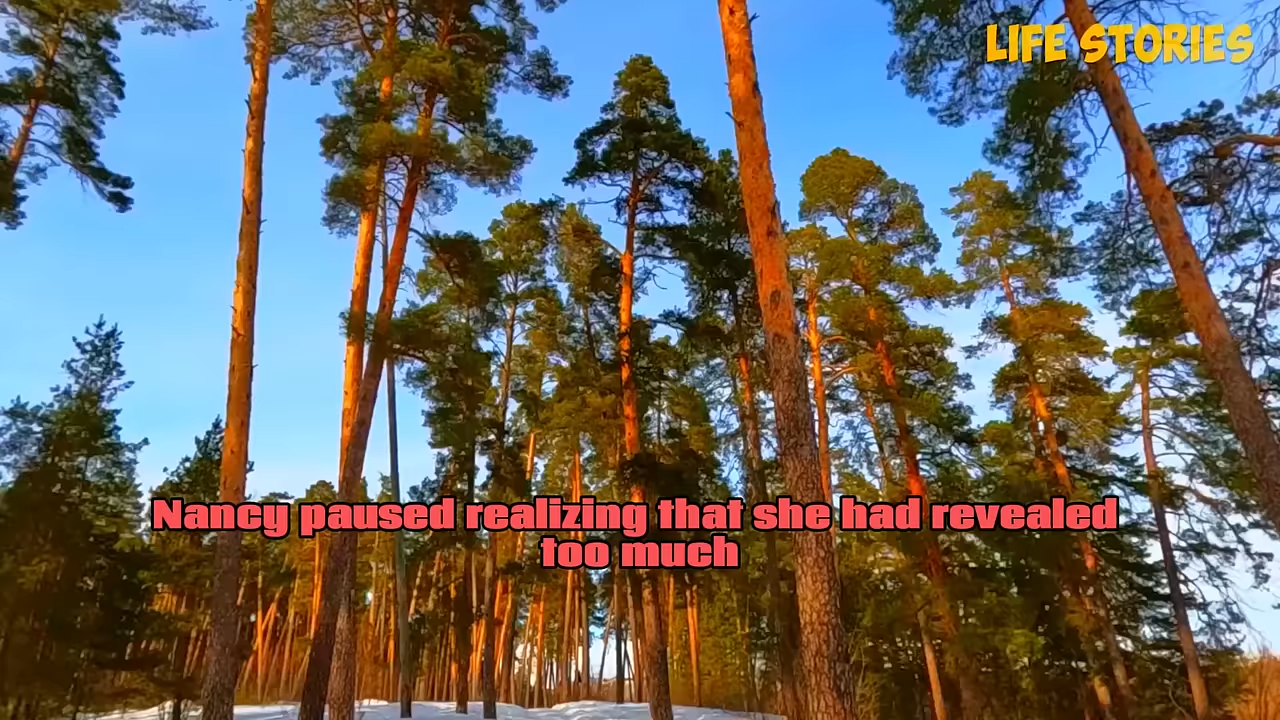 LIFE STORIES
Nancy paused realizing that she had revealed
too much